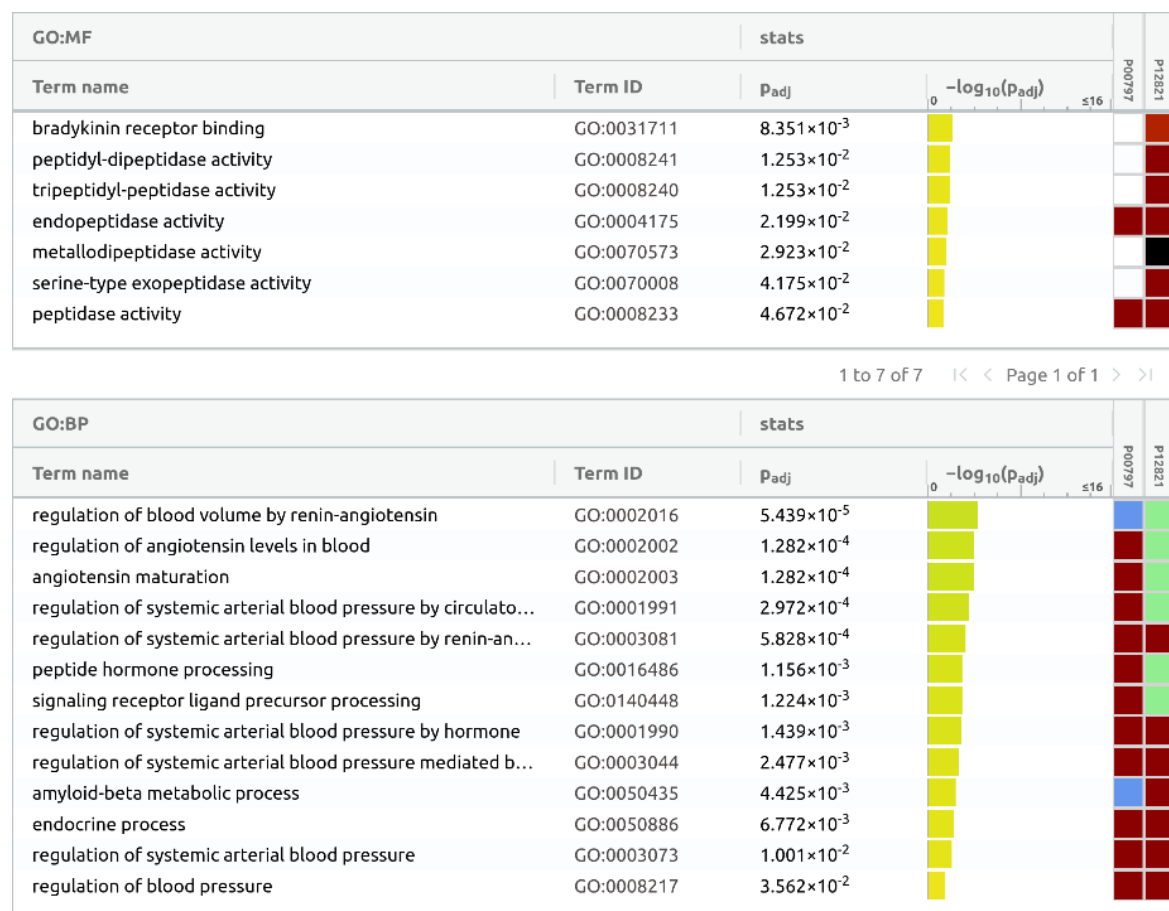 GO:MF stats
Term name Term ID padj 0 −log10(padj) ≤16 P00797 P12821
bradykinin receptor binding GO:0031711 8.351×10-3
peptidyl-dipeptidase activity GO:0008241 1.253×10-2
tripeptidyl-peptidase activity GO:0008240 1.253×10-2
endopeptidase activity GO:0004175 2.199×10-2
metallodipeptidase activity GO:0070573 2.923×10-2
serine-type exopeptidase activity GO:0070008 4.175×10-2
peptidase activity GO:0008233 4.672×10-2
1 to 7 of 7 Page 1 of 1
GO:BP stats
Term name Term ID padj 0 −log10(padj) ≤16 P00797 P12821
regulation of blood volume by renin-angiotensin GO:0002016 5.439×10-5
regulation of angiotensin levels in blood GO:0002002 1.282×10-4
angiotensin maturation GO:0002003 1.282×10-4
regulation of systemic arterial blood pressure by circulato... GO:0001991 2.972×10-4
regulation of systemic arterial blood pressure by renin-an... GO:0003081 5.828×10-4
peptide hormone processing GO:0016486 1.156×10-3
signaling receptor ligand precursor processing GO:0140448 1.224×10-3
regulation of systemic arterial blood pressure by hormone GO:0001990 1.439×10-3
regulation of systemic arterial blood pressure mediated b... GO:0003044 2.477×10-3
amyloid-beta metabolic process GO:0050435 4.425×10-3
endocrine process GO:0050886 6.772×10-3
regulation of systemic arterial blood pressure GO:0003073 1.001×10-2
regulation of blood pressure GO:0008217 3.562×10-2